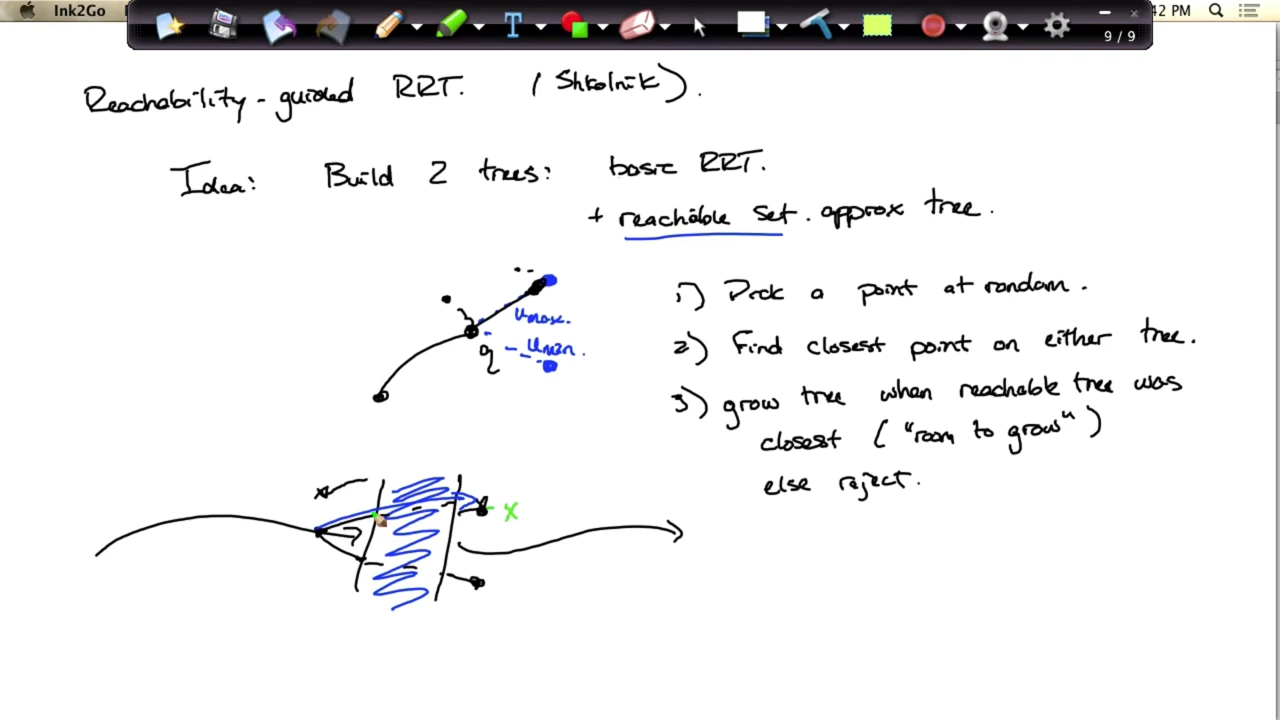 Ink2Go
42 PM
9 / 9
Reachability-guided RRT. (Shkolnik).
Idea: Build 2 trees: basic RRT.
+ reachable set. approx tree.
1) Pick a point at random.
umax.
q
umin.
2) Find closest point on either tree.
3) grow tree when reachable tree was
closest ("room to grow")
else reject.
x